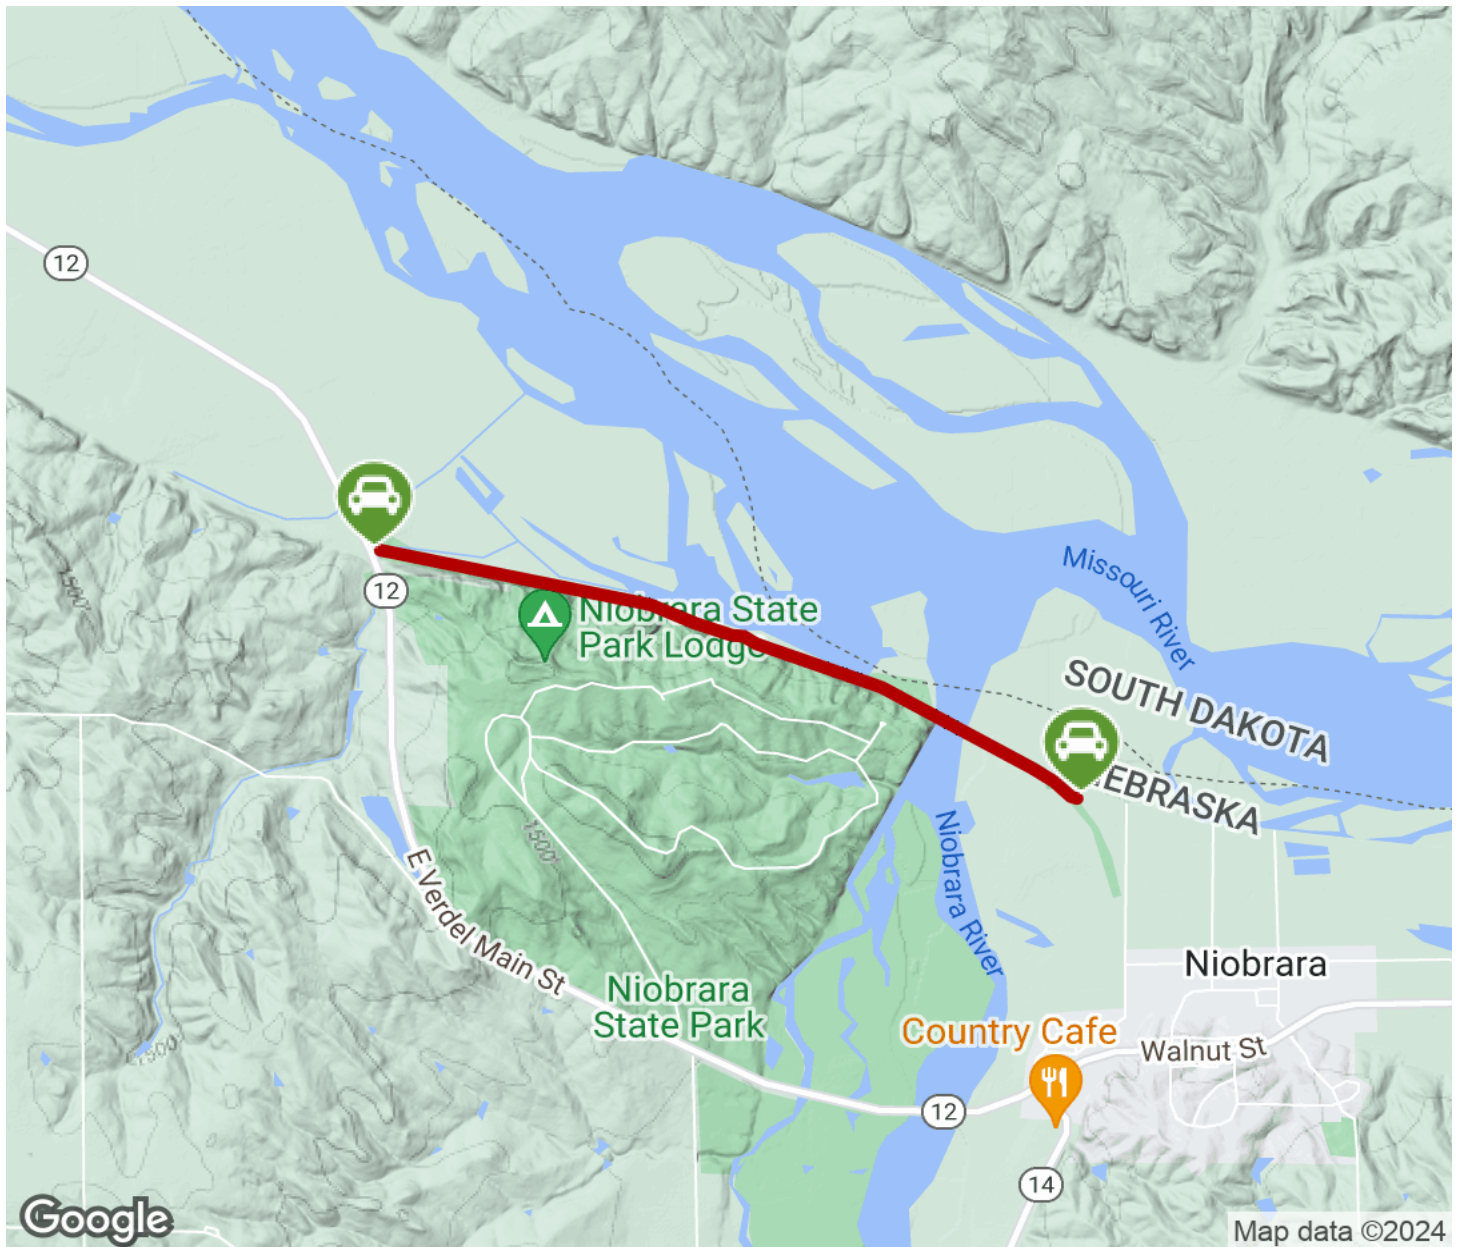 12
1500'
12
Niobrara State
Park Lodge
Missouri River
SOUTH DAKOTA
EBRASKA
1500'
E Verdel Main St
Niobrara River
Niobrara
State Park
Niobrara
Country Cafe
Walnut St
1500
12
14
Google
Map data ©2024